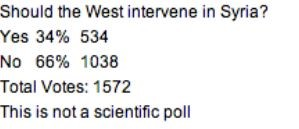 Should the West intervene in Syria?
Yes 34% 534
No 66% 1038
Total Votes: 1572
This is not a scientific poll